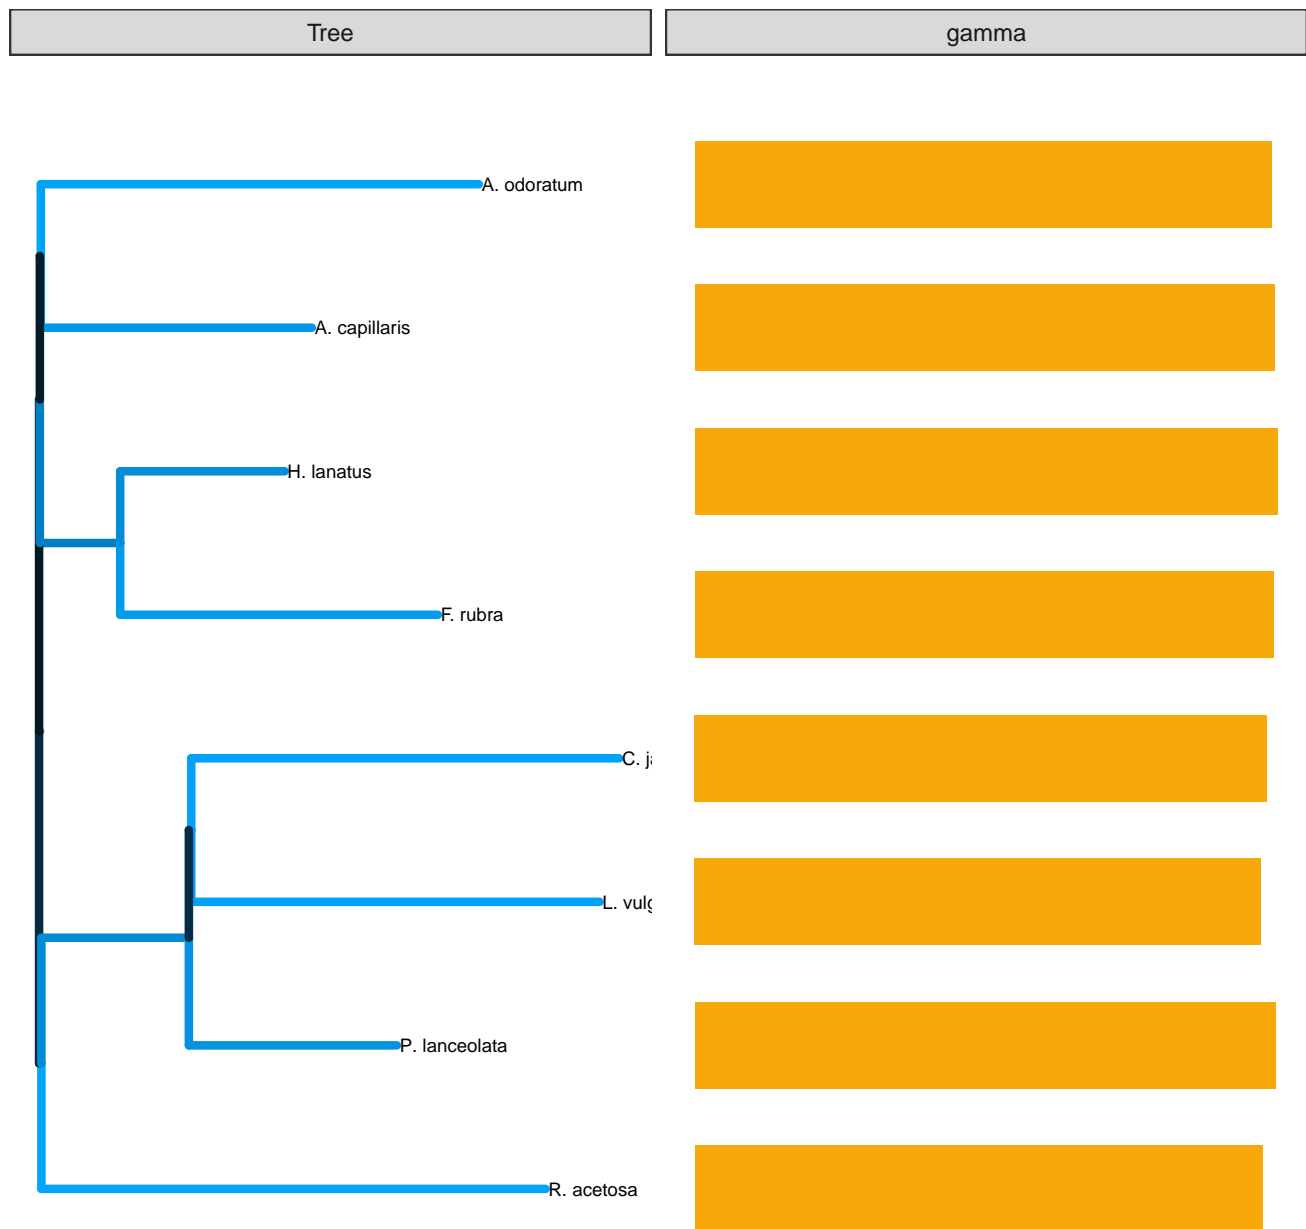 Tree
gamma
A. odoratum
A. capillaris
H. lanatus
F. rubra
C.
L.
P. lanceolata
R. acetosa